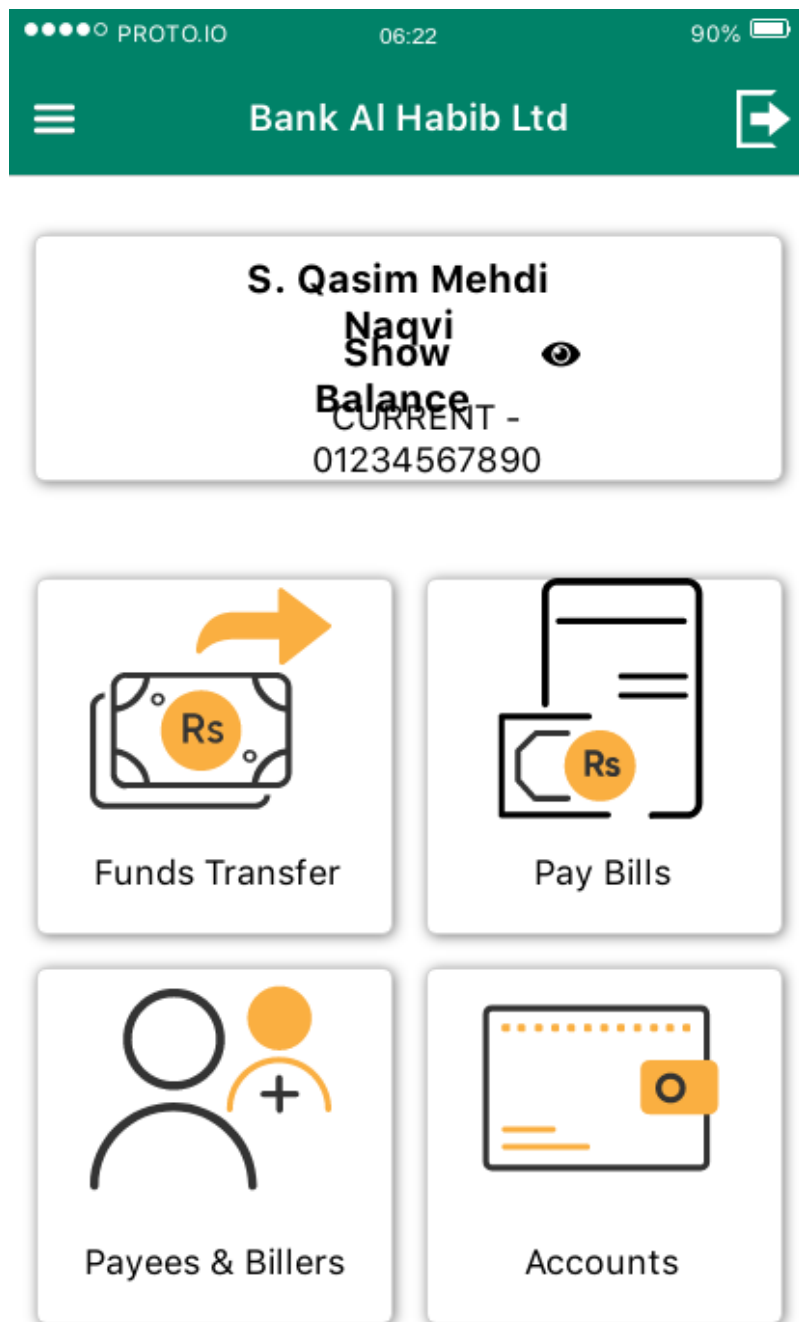 PROTO.IO 06:22 90%
Bank Al Habib Ltd
S. Qasim Mehdi
Naqvi
Show
Balance
CURRENT -
01234567890
Rs
Rs
Funds Transfer
Pay Bills
Payees & Billers
Accounts